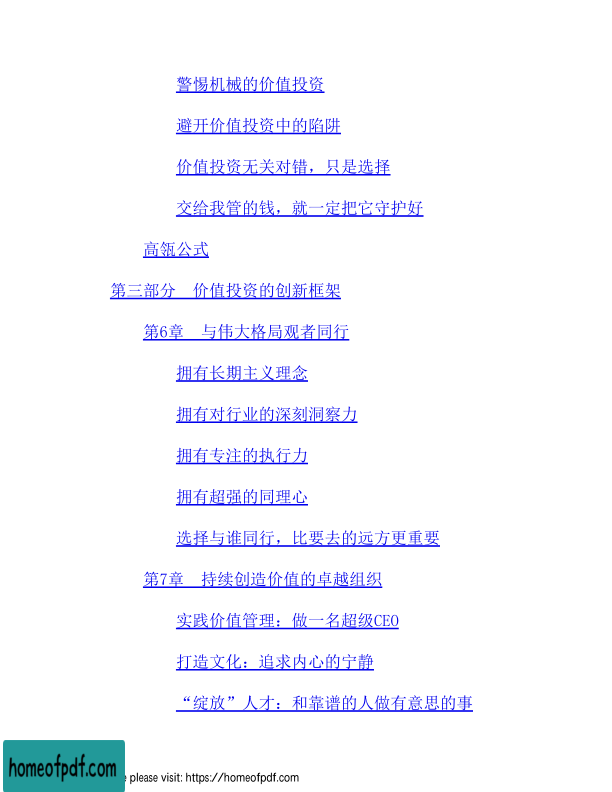 警惕机械的价值投资
避开价值投资中的陷阱
价值投资无关对错，只是选择
交给我管的钱，就一定把它守护好
高瓴公式
第三部分　价值投资的创新框架
第6章　与伟大格局观者同行
拥有长期主义理念
拥有对行业的深刻洞察力
拥有专注的执行力
拥有超强的同理心
选择与谁同行，比要去的远方更重要
第7章　持续创造价值的卓越组织
实践价值管理：做一名超级CEO
打造文化：追求内心的宁静
“绽放”人才：和靠谱的人做有意思的事
homeofpdf.com
please visit: https://homeofpdf.com